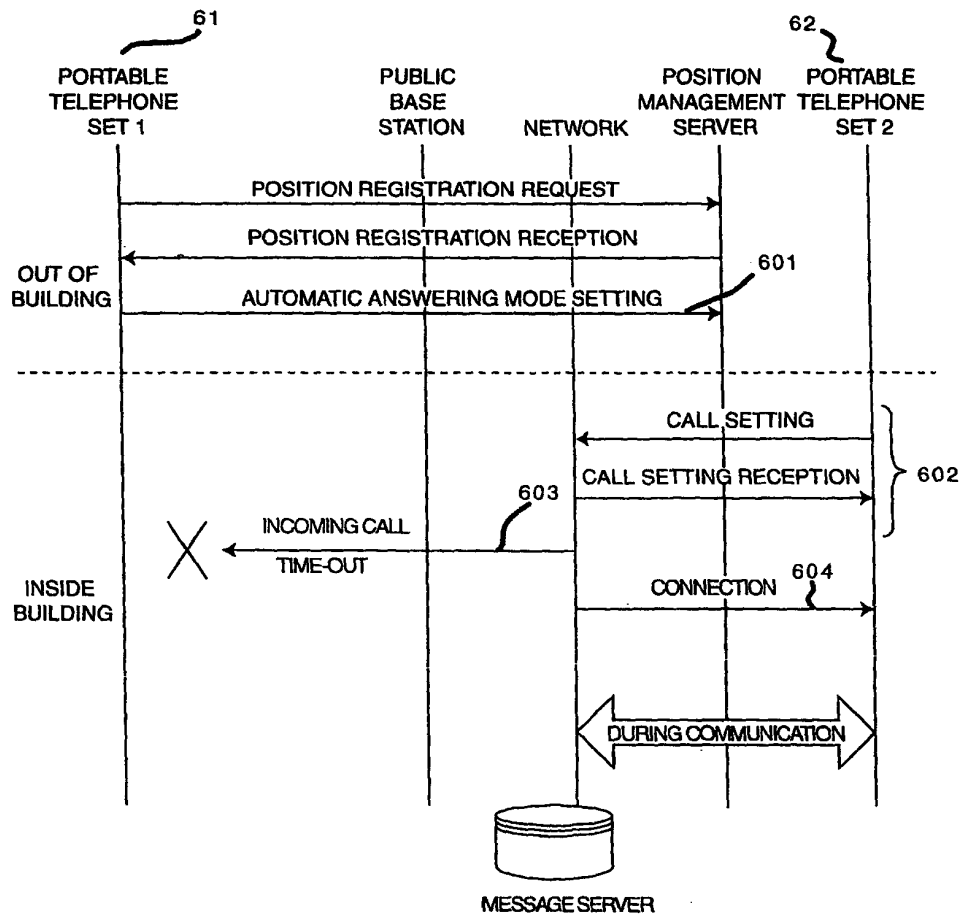 61
62
PORTABLE
TELEPHONE
SET 1
PUBLIC
BASE
STATION
NETWORK
POSITION
MANAGEMENT
SERVER
PORTABLE
TELEPHONE
SET 2
POSITION REGISTRATION REQUEST
POSITION REGISTRATION RECEPTION
OUT OF
BUILDING
601
AUTOMATIC ANSWERING MODE SETTING
CALL SETTING
602
CALL SETTING RECEPTION
603
INCOMING CALL
TIME-OUT
INSIDE
BUILDING
604
CONNECTION
DURING COMMUNICATION
MESSAGE SERVER